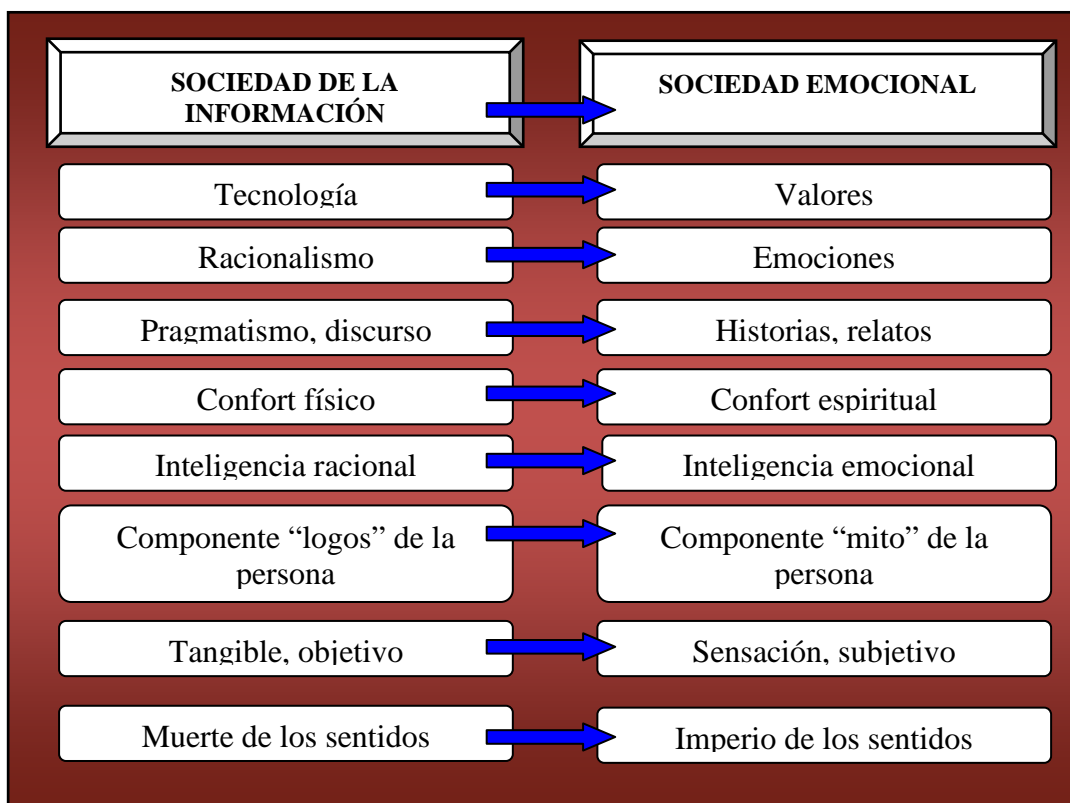 SOCIEDAD DE LA
INFORMACIÓN
SOCIEDAD EMOCIONAL
Tecnología
Valores
Racionalismo
Emociones
Pragmatismo, discurso
Historias, relatos
Confort físico
Confort espiritual
Inteligencia racional
Inteligencia emocional
Componente “logos” de la
persona
Componente “mito” de la
persona
Tangible, objetivo
Sensación, subjetivo
Muerte de los sentidos
Imperio de los sentidos